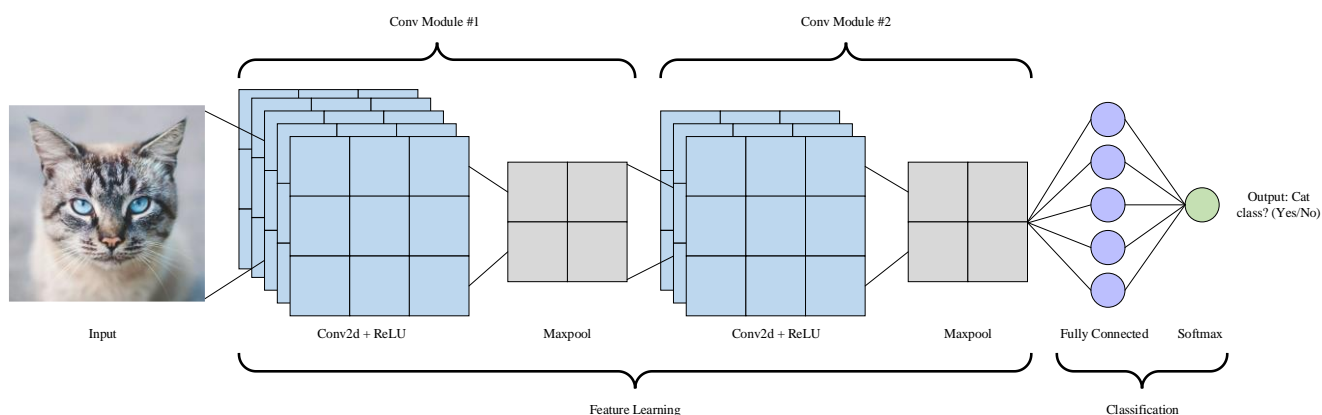 Conv Module #1
Conv Module #2
Input
Conv2d + ReLU
Maxpool
Conv2d + ReLU
Maxpool
Fully Connected
Softmax
Output: Cat
class? (Yes/No)
Feature Learning
Classification